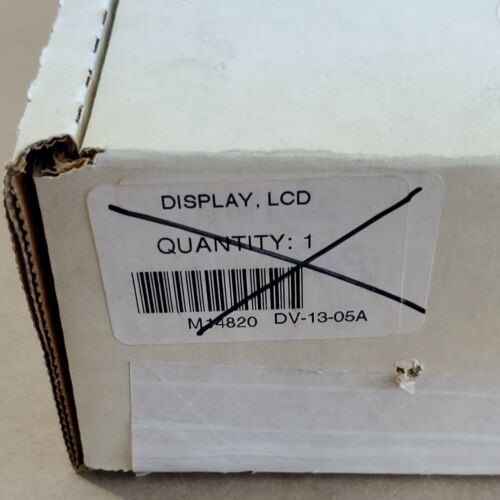 DISPLAY, LCD
QUANTITY: 1
M14820 DV-13-05A